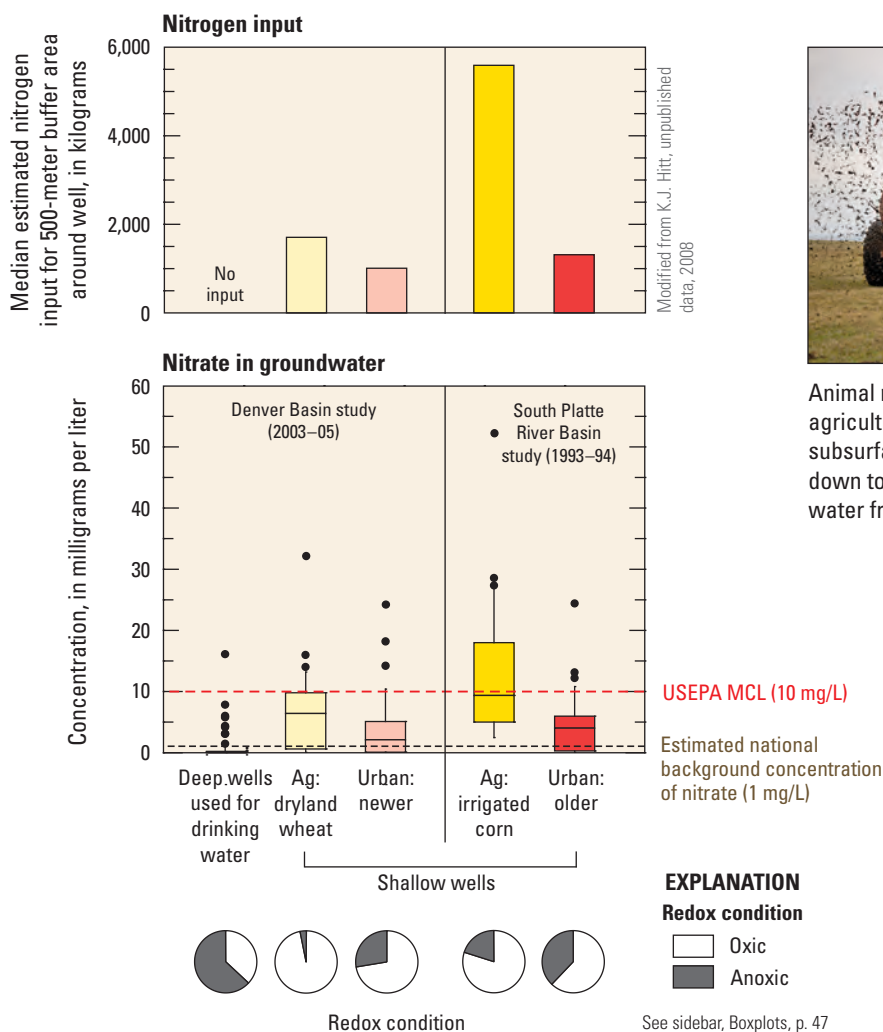 Nitrogen input
Median estimated nitrogen
input for 500-meter buffer area
around well, in kilograms
6,000
4,000
2,000
0
No
input
Modified from K.J. Hitt, unpublished
data, 2008
Nitrate in groundwater
Concentration, in milligrams per liter
60
50
40
30
20
10
0
Denver Basin study
(2003–05)
South Platte
River Basin
study (1993–94)
USEPA MCL (10 mg/L)
Estimated national
background concentration
of nitrate (1 mg/L)
Deep.wells
used for
drinking
water
Ag:
dryland
wheat
Urban:
newer
Ag:
irrigated
corn
Urban:
older
Shallow wells
Redox condition
EXPLANATION
Redox condition
Oxic
Anoxic
See sidebar, Boxplots, p. 47
Animal
agricult
subsurfa
down to
water fr